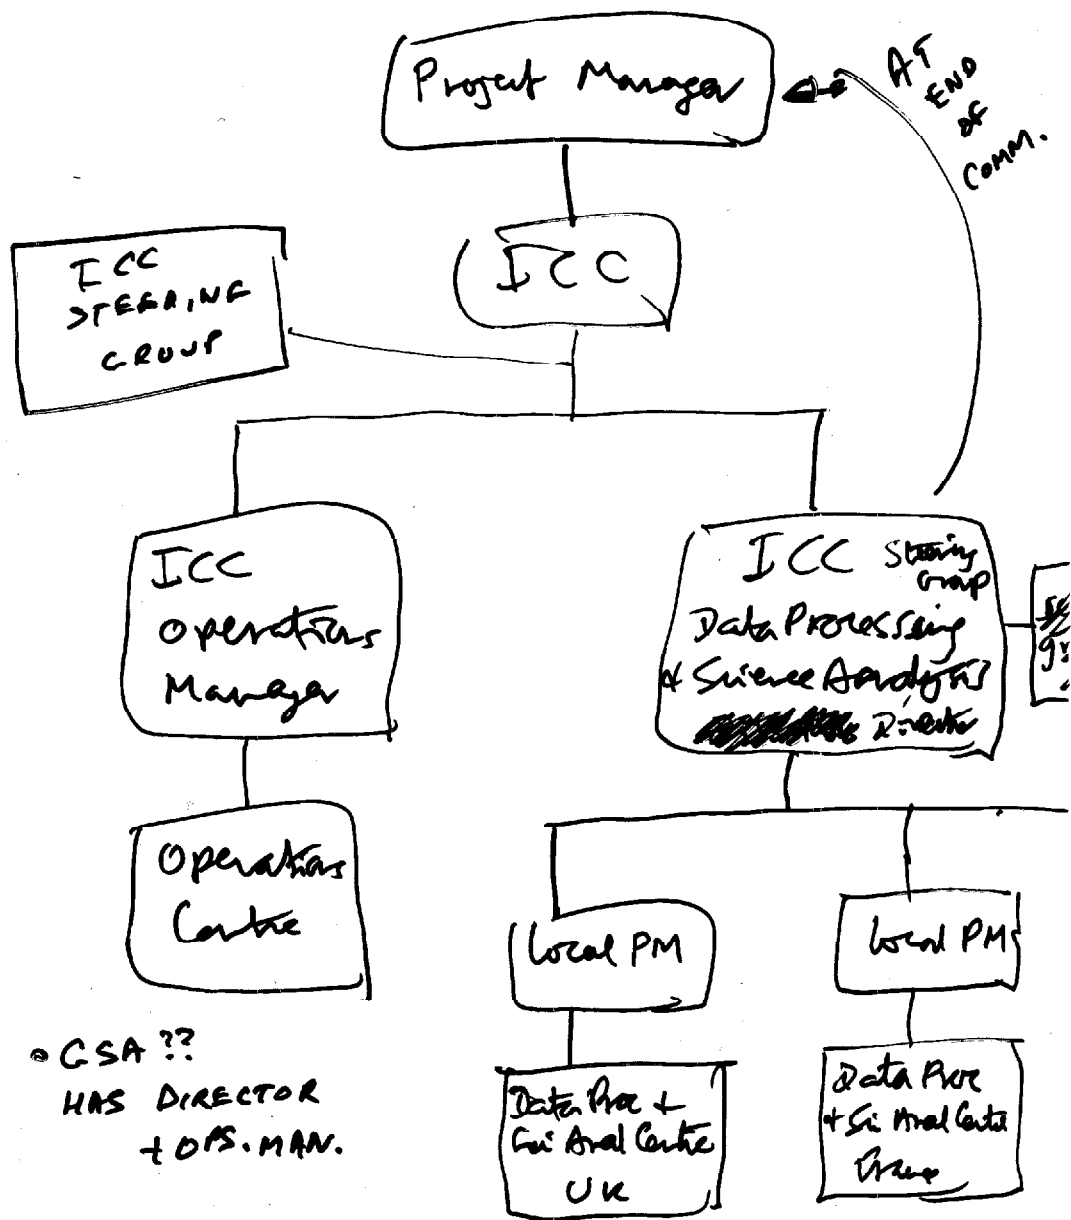 Project Manager
AT
END
OF
COMM.
ICC
ICC
STEERING
GROUP
ICC
Operations
Manager
ICC Steering
Group
Data Processing
& Science Analysis
Director
Operations
Centre
Local PM
Local PM
• GSA ??
HAS DIRECTOR
+ OPS. MAN.
Data Proc +
Sci Anal Centre
UK
Data Proc
+ Sci Anal Centre
France